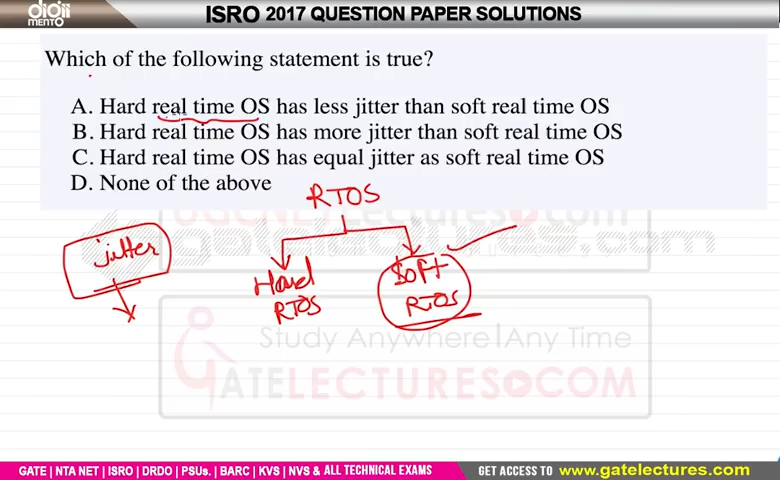 digii
MENTO
ISRO 2017 QUESTION PAPER SOLUTIONS
Which of the following statement is true?
A. Hard real time OS has less jitter than soft real time OS
B. Hard real time OS has more jitter than soft real time OS
C. Hard real time OS has equal jitter as soft real time OS
D. None of the above
RTOS
jitter
Hard
RTOS
Soft
RTOS
UGCNETLECTURES.com
gatelectures.com
Study Anywhere | Any Time
GATELECTURES.COM
GATE | NTA NET | ISRO | DRDO | PSUs. | BARC | KVS | NVS & ALL TECHNICAL EXAMS
GET ACCESS TO www.gatelectures.com